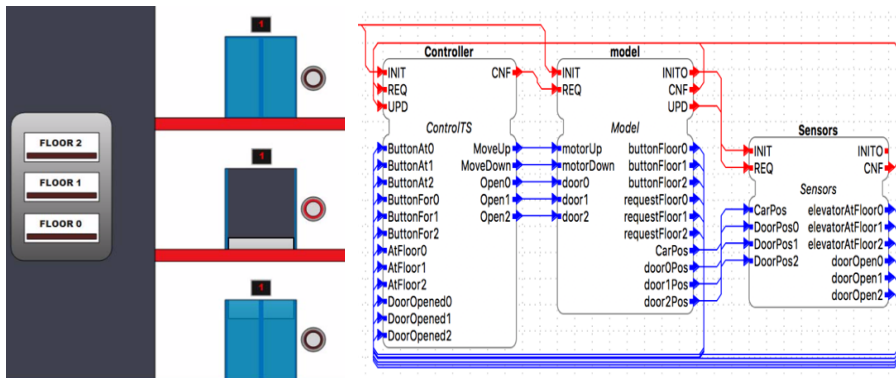 1
FLOOR 2
FLOOR 1
FLOOR 0
1
1
Controller
INIT
CNF
REQ
UPD
ControlTS
ButtonAt0
MoveUp
ButtonAt1
MoveDown
ButtonAt2
Open0
ButtonFor0
Open1
ButtonFor1
Open2
ButtonFor2
AtFloor0
AtFloor1
AtFloor2
DoorOpened0
DoorOpened1
DoorOpened2
model
INIT
INITO
REQ
CNF
UPD
Model
motorUp
buttonFloor0
motorDown
buttonFloor1
door0
buttonFloor2
door1
requestFloor0
door2
requestFloor1
requestFloor2
CarPos
door0Pos
door1Pos
door2Pos
Sensors
INIT
INITO
REQ
CNF
Sensors
CarPos
elevatorAtFloor0
DoorPos0
elevatorAtFloor1
DoorPos1
elevatorAtFloor2
DoorPos2
doorOpen0
doorOpen1
doorOpen2